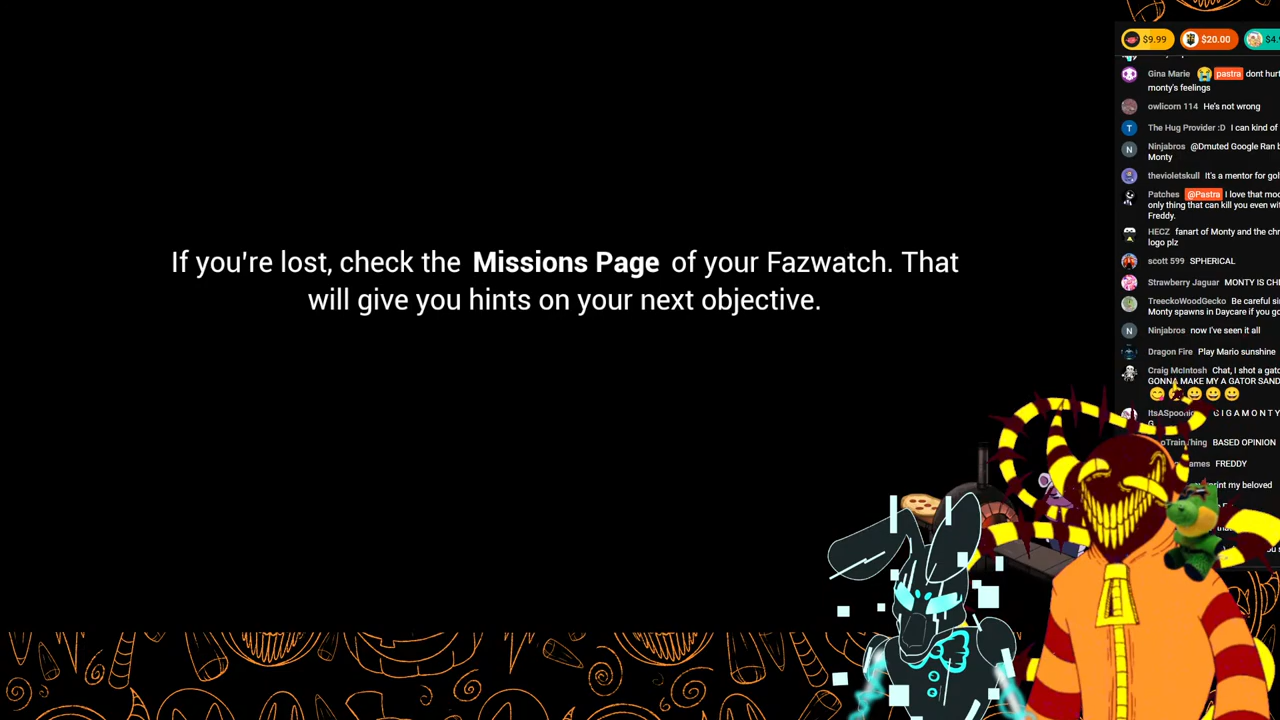 If you're lost, check the Missions Page of your Fazwatch. That
will give you hints on your next objective.
$9.99 $20.00
Gina Marie pastra dont hurt
monty's feelings
owlicorn 114 He's not wrong
T The Hug Provider :D I can kind of
N Ninjabros @Dmuted Google Ran
Monty
thevioletskull It's a mentor for
Patches @Pastra I love that
only thing that can kill you even
Freddy.
HECZ fanart of Monty and the
logo plz
scott 599 SPHERICAL
Strawberry Jaguar MONTY IS
TreeckoWoodGecko Be careful
Monty spawns in Daycare if you
N Ninjabros now I've seen it all
Dragon Fire Play Mario sunshine
Craig McIntosh Chat, I shot a
GONNA MAKE MY A GATOR
C I G A M O N T Y
BASED OPINION
FREDDY
my beloved